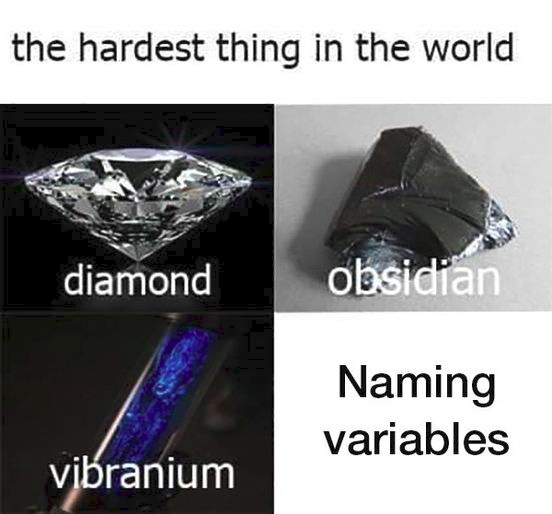 the hardest thing in the world
diamond
obsidian
vibranium
Naming
variables